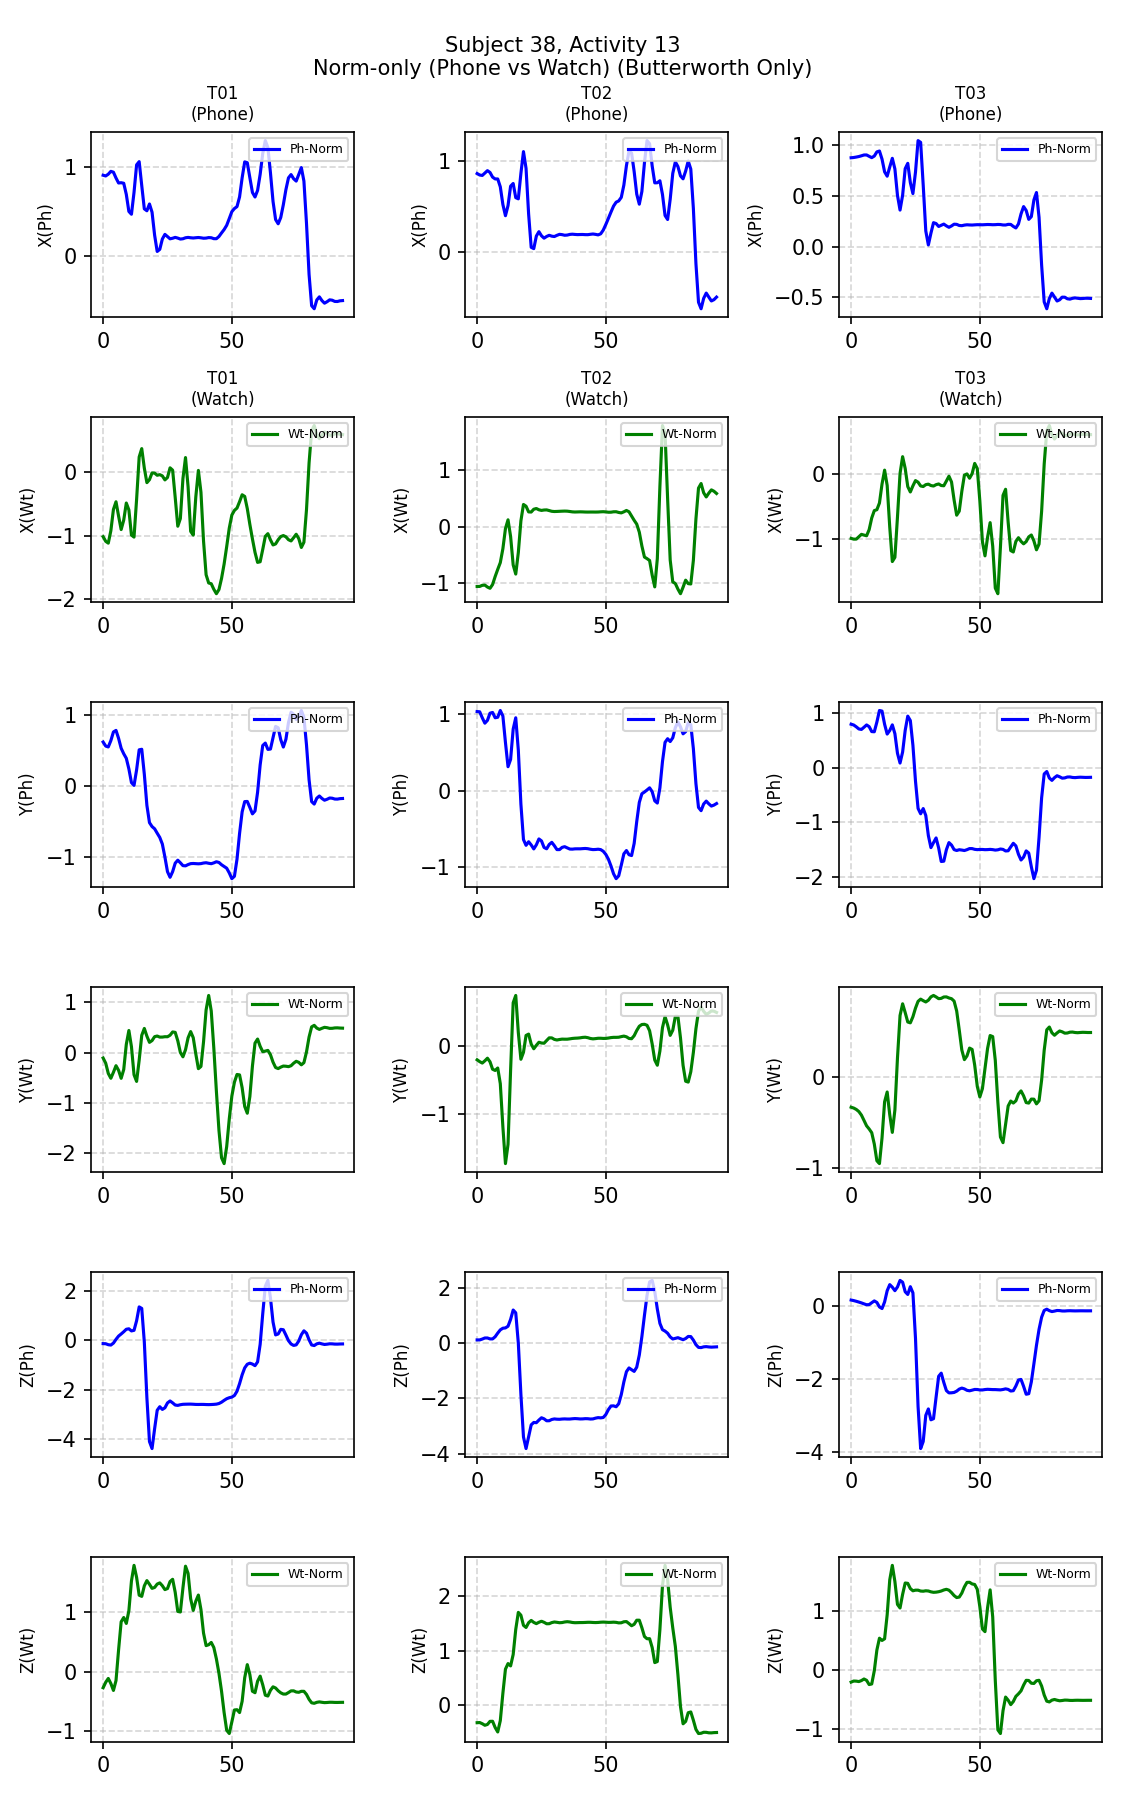 Subject 38, Activity 13
Norm-only (Phone vs Watch) (Butterworth Only)
T01
(Phone)
T02
(Phone)
T03
(Phone)
X(Ph)
1
0
0
50
Ph-Norm
X(Ph)
1
0
0
50
Ph-Norm
X(Ph)
1.0
0.5
0.0
−0.5
0
50
Ph-Norm
T01
(Watch)
T02
(Watch)
T03
(Watch)
X(Wt)
0
−1
−2
0
50
Wt-Norm
X(Wt)
1
0
−1
0
50
Wt-Norm
X(Wt)
0
−1
0
50
Wt-Norm
Y(Ph)
1
0
−1
0
50
Ph-Norm
Y(Ph)
1
0
−1
0
50
Ph-Norm
Y(Ph)
1
0
−1
−2
0
50
Ph-Norm
Y(Wt)
1
0
−1
−2
0
50
Wt-Norm
Y(Wt)
0
−1
0
50
Wt-Norm
Y(Wt)
0
−1
0
50
Wt-Norm
Z(Ph)
2
0
−2
−4
0
50
Ph-Norm
Z(Ph)
2
0
−2
−4
0
50
Ph-Norm
Z(Ph)
0
−2
−4
0
50
Ph-Norm
Z(Wt)
1
0
−1
0
50
Wt-Norm
Z(Wt)
2
1
0
0
50
Wt-Norm
Z(Wt)
1
0
−1
0
50
Wt-Norm